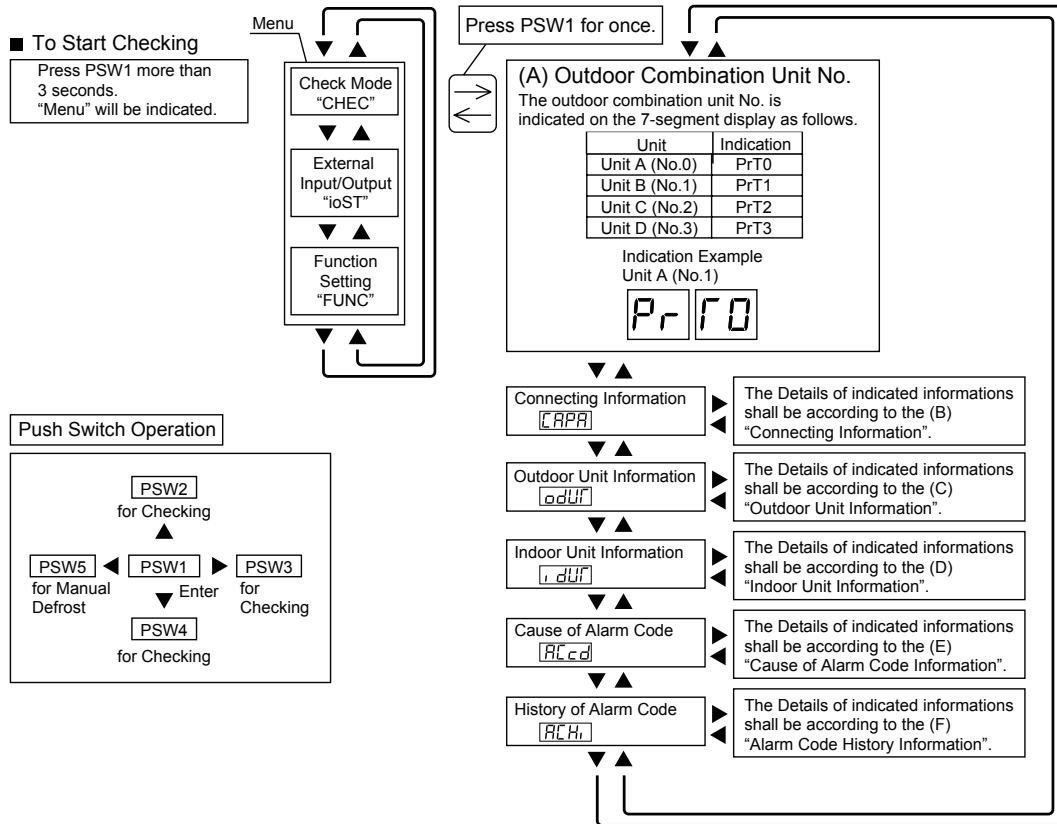 ■ To Start Checking
Press PSW1 more than
3 seconds.
“Menu” will be indicated.
Menu
Check Mode
“CHEC”
External
Input/Output
“ioST”
Function
Setting
“FUNC”
Press PSW1 for once.
(A) Outdoor Combination Unit No.
The outdoor combination unit No. is
indicated on the 7-segment display as follows.
Unit Indication
Unit A (No.0) PrT0
Unit B (No.1) PrT1
Unit C (No.2) PrT2
Unit D (No.3) PrT3
Indication Example
Unit A (No.1)
Pr T0
Connecting Information
CAPA
The Details of indicated informations
shall be according to the (B)
“Connecting Information”.
Outdoor Unit Information
odUT
The Details of indicated informations
shall be according to the (C)
“Outdoor Unit Information”.
Indoor Unit Information
idUT
The Details of indicated informations
shall be according to the (D)
“Indoor Unit Information”.
Cause of Alarm Code
ACcd
The Details of indicated informations
shall be according to the (E)
“Cause of Alarm Code Information”.
History of Alarm Code
ACHi
The Details of indicated informations
shall be according to the (F)
“Alarm Code History Information”.
Push Switch Operation
PSW2
for Checking
PSW5 PSW1 PSW3
for Manual
Defrost
Enter
for
Checking
PSW4
for Checking